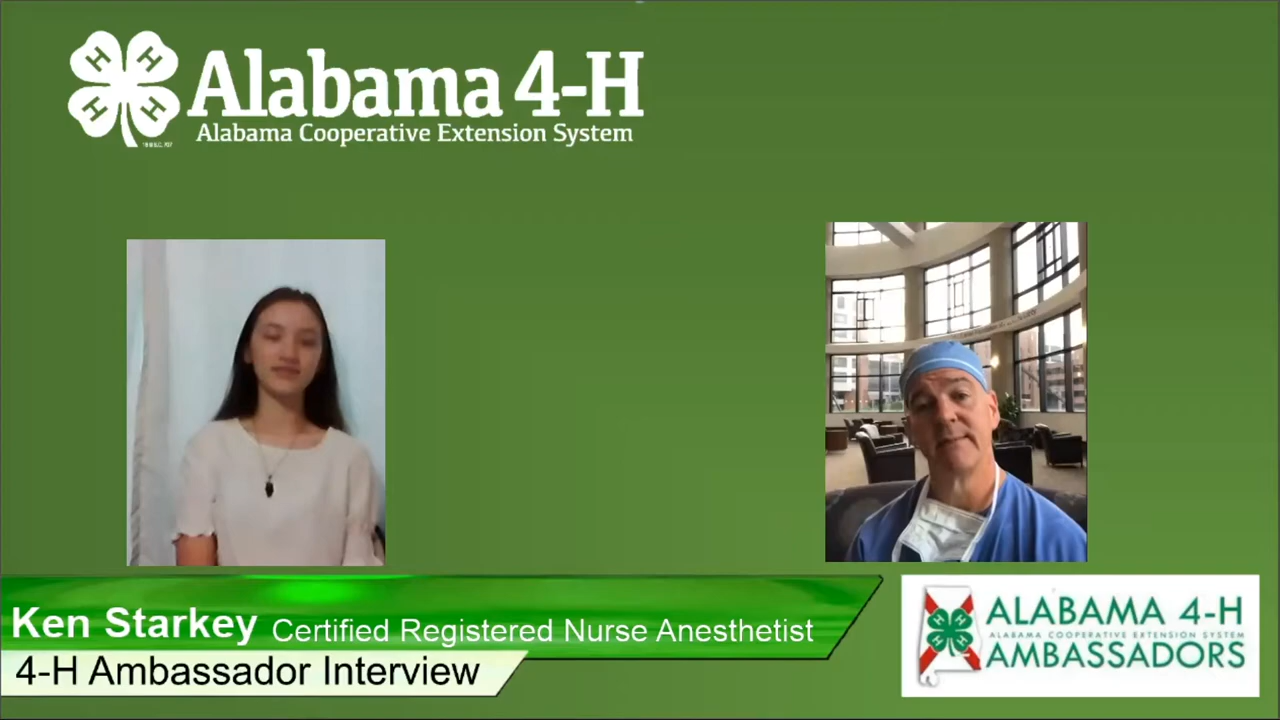 Alabama 4-H
Alabama Cooperative Extension System
Ken Starkey Certified Registered Nurse Anesthetist
4-H Ambassador Interview
ALABAMA 4-H
ALABAMA COOPERATIVE EXTENSION SYSTEM
AMBASSADORS